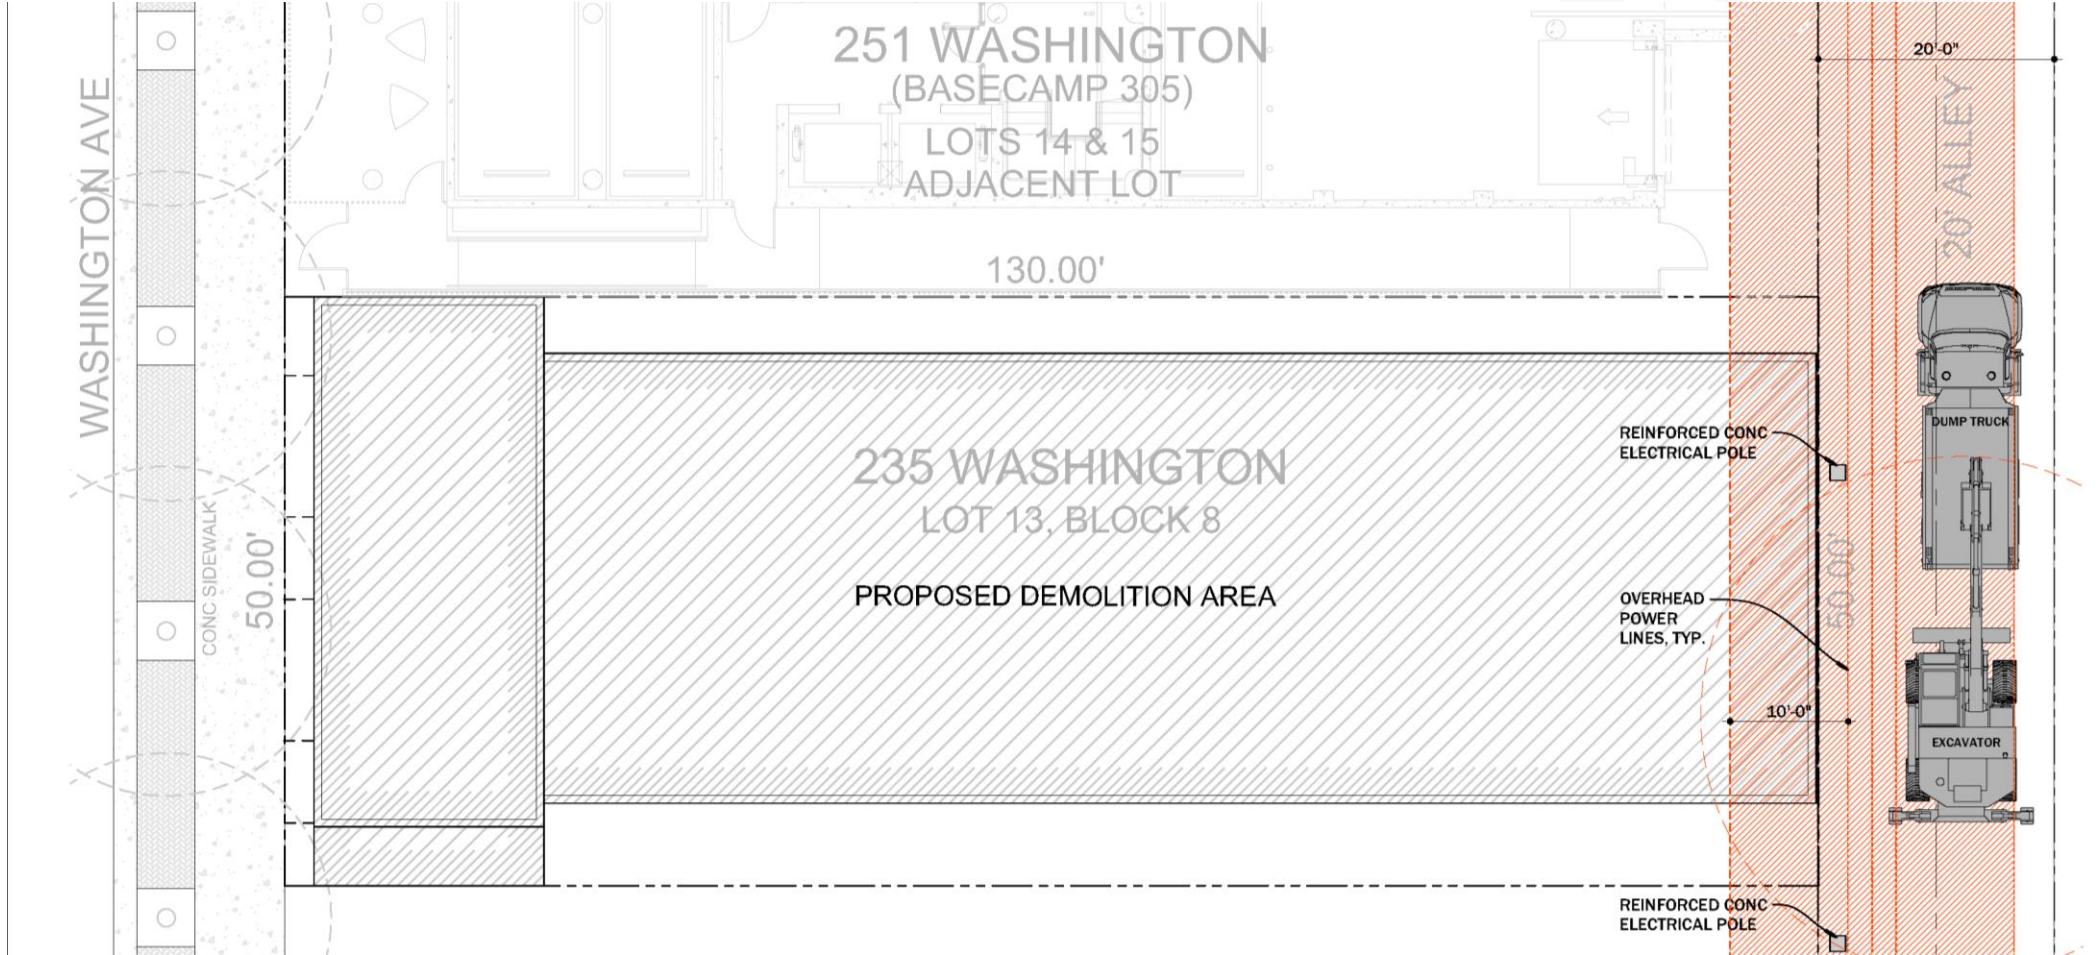 WASHINGTON AVE
251 WASHINGTON
(BASECAMP 305)
LOTS 14 & 15
ADJACENT LOT
130.00'
20'-0"
20' ALLEY
235 WASHINGTON
LOT 13, BLOCK 8
PROPOSED DEMOLITION AREA
CONC SIDEWALK
50.00'
REINFORCED CONC
ELECTRICAL POLE
DUMP TRUCK
50.00'
OVERHEAD
POWER
LINES, TYP.
10'-0"
EXCAVATOR
REINFORCED CONC
ELECTRICAL POLE